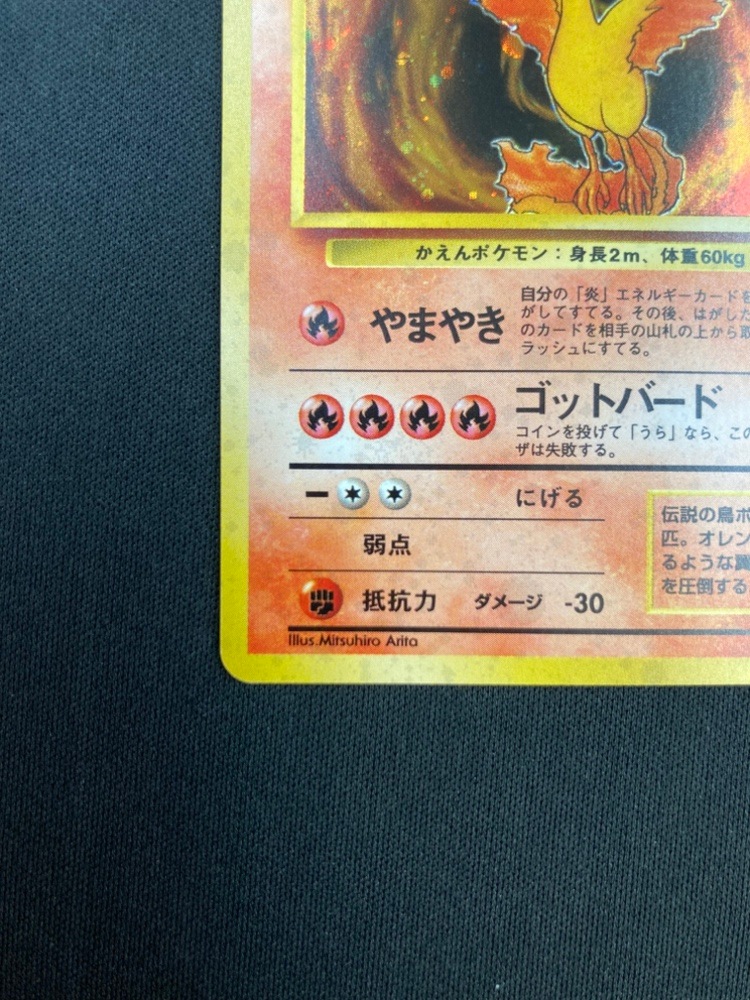 かえんポケモン：身長2m、体重60kg
やまやき
自分の「炎」エネルギーカードを
がしてすてる。その後、はがした
のカードを相手の山札の上から取
ラッシュにすてる。
ゴットバード
コインを投げて「うら」なら、この
ザは失敗する。
にげる
弱点
抵抗力 ダメージ -30
伝説の鳥ポ
匹。オレン
るような翼
を圧倒する
Illus.Mitsuhiro Arita